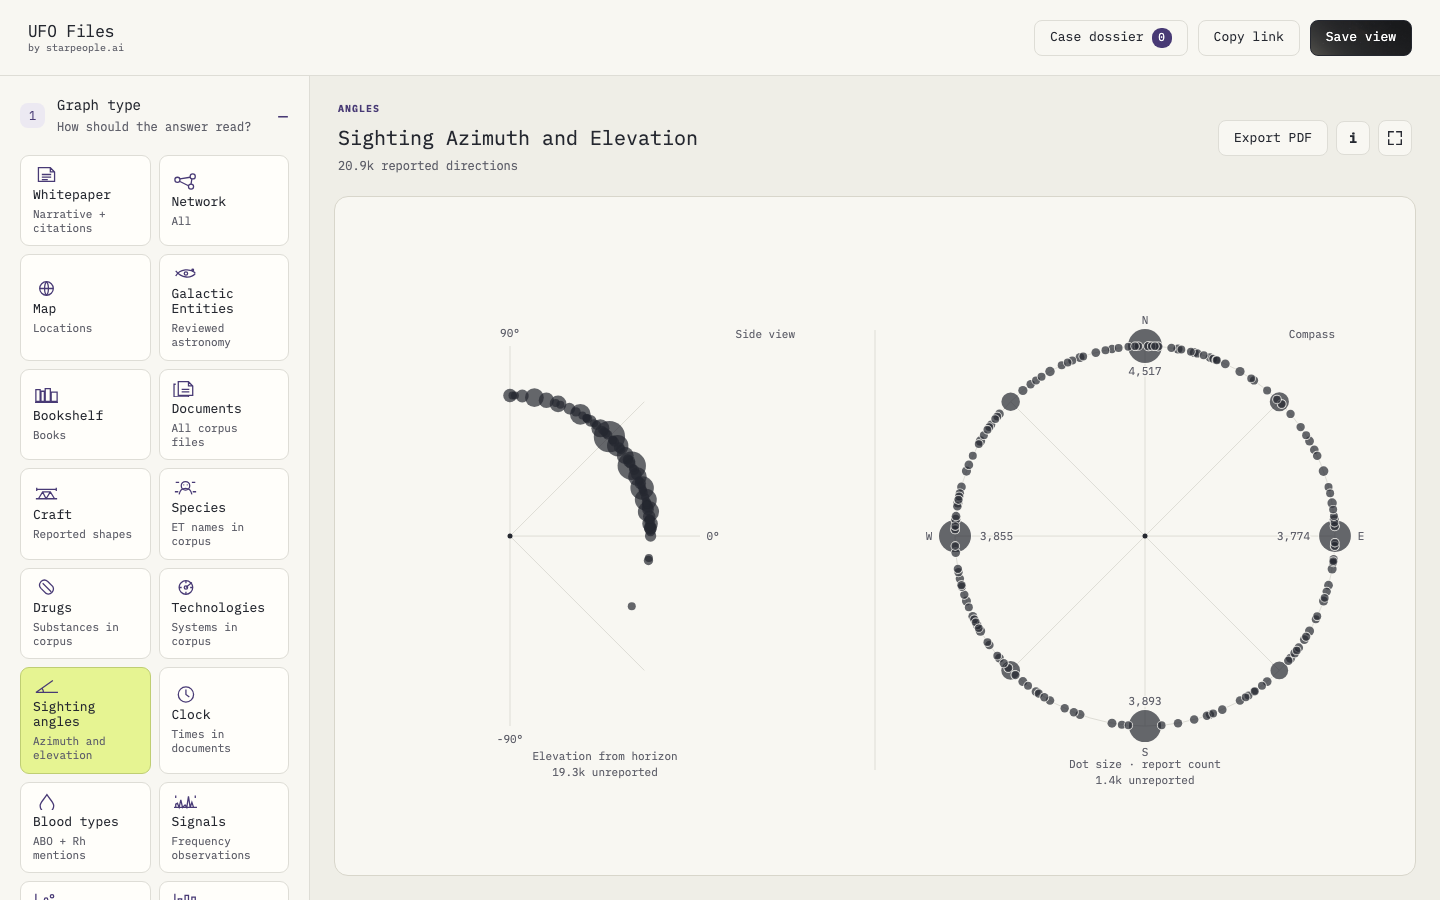 UFO Files
by starpeople.ai
Case dossier 0
Copy link
Save view
1
Graph type
How should the answer read?
Whitepaper
Narrative +
citations
Network
All
Map
Locations
Galactic
Entities
Reviewed
astronomy
Bookshelf
Books
Documents
All corpus
files
Craft
Reported shapes
Species
ET names in
corpus
Drugs
Substances in
corpus
Technologies
Systems in
corpus
Sighting
angles
Azimuth and
elevation
Clock
Times in
documents
Blood types
ABO + Rh
mentions
Signals
Frequency
observations
ANGLES
Sighting Azimuth and Elevation
20.9k reported directions
Export PDF
i
90°
Side view
0°
-90°
Elevation from horizon
19.3k unreported
N
Compass
4,517
W
3,855
3,774
E
3,893
S
Dot size · report count
1.4k unreported